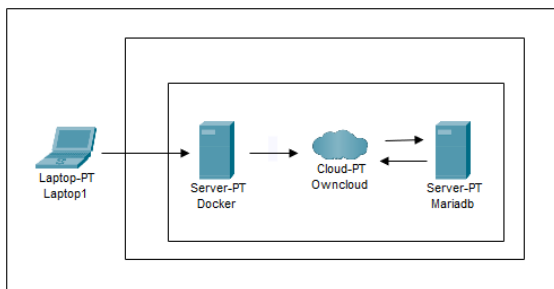 Laptop-PT
Laptop1
Server-PT
Docker
Cloud-PT
Owncloud
Server-PT
Mariadb